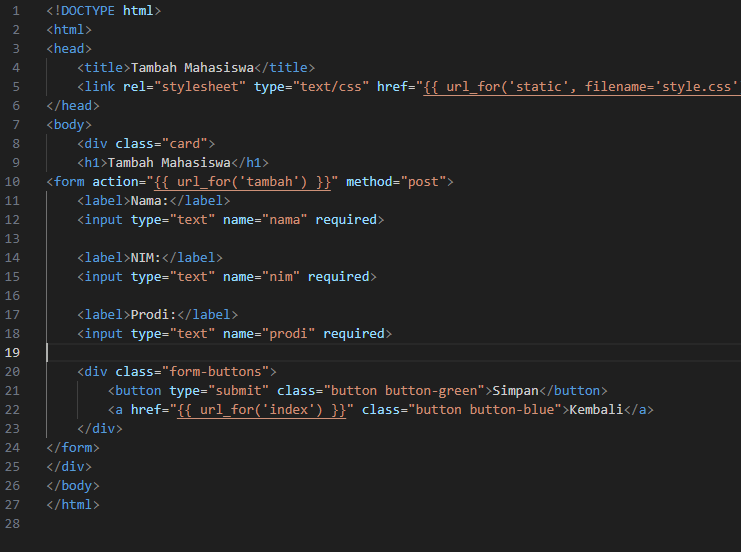 1 <!DOCTYPE html>
2 <html>
3 <head>
4     <title>Tambah Mahasiswa</title>
5     <link rel="stylesheet" type="text/css" href="{{ url_for('static', filename='style.css'
6 </head>
7 <body>
8     <div class="card">
9     <h1>Tambah Mahasiswa</h1>
10 <form action="{{ url_for('tambah') }}" method="post">
11     <label>Nama:</label>
12     <input type="text" name="nama" required>
13
14     <label>NIM:</label>
15     <input type="text" name="nim" required>
16
17     <label>Prodi:</label>
18     <input type="text" name="prodi" required>
19
20     <div class="form-buttons">
21         <button type="submit" class="button button-green">Simpan</button>
22         <a href="{{ url_for('index') }}" class="button button-blue">Kembali</a>
23     </div>
24 </form>
25 </div>
26 </body>
27 </html>
28